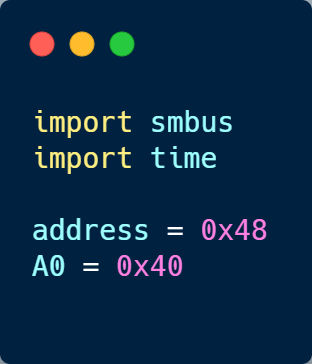 import smbus
import time
address = 0x48
A0 = 0x40